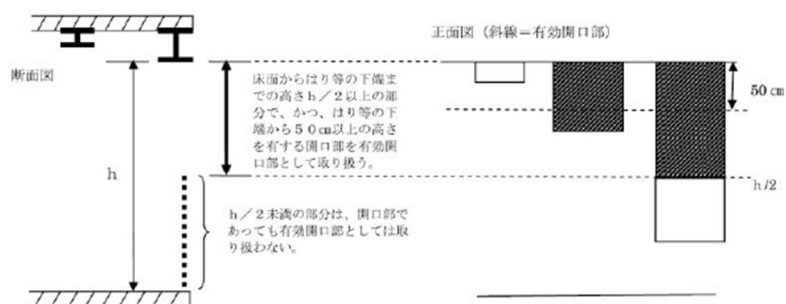 断面図
h
床面からはり等の下端ま
での高さｈ／２以上の部
分で、かつ、はり等の下
端から５０㎝以上の高さ
を有する開口部を有効開
口部として取り扱う。
ｈ／２未満の部分は、開口部で
あっても有効開口部としては取
り扱わない。
正面図（斜線＝有効開口部）
50 ㎝
h/2